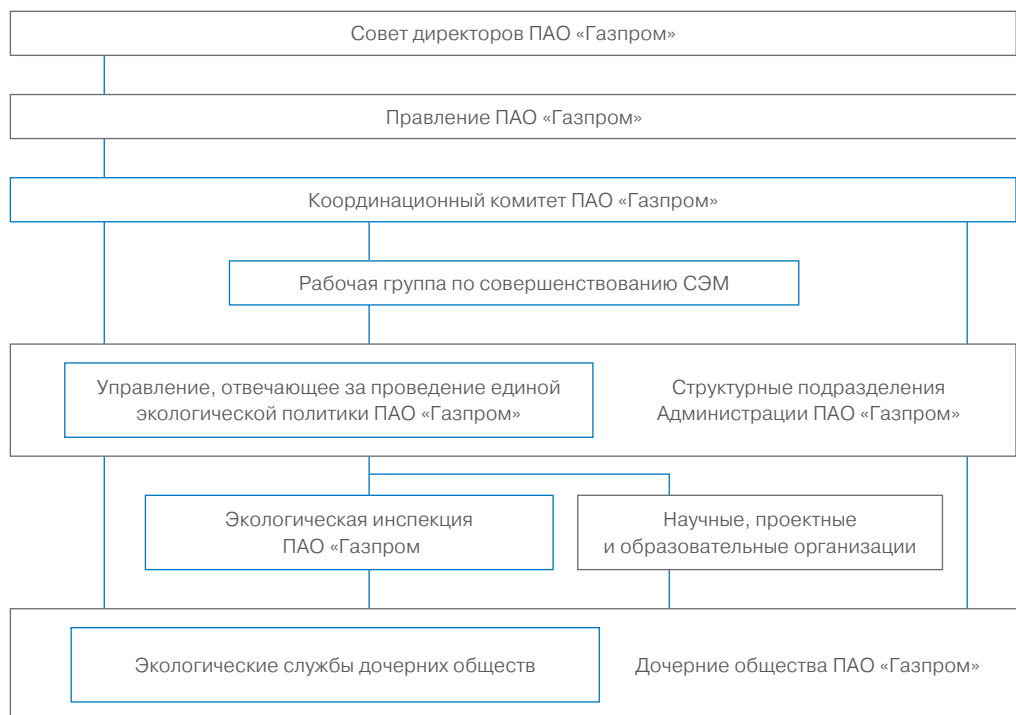 Совет директоров ПАО «Газпром»
Правление ПАО «Газпром»
Координационный комитет ПАО «Газпром»
Рабочая группа по совершенствованию СЭМ
Управление, отвечающее за проведение единой
экологической политики ПАО «Газпром»
Структурные подразделения
Администрации ПАО «Газпром»
Экологическая инспекция
ПАО «Газпром
Научные, проектные
и образовательные организации
Экологические службы дочерних обществ
Дочерние общества ПАО «Газпром»